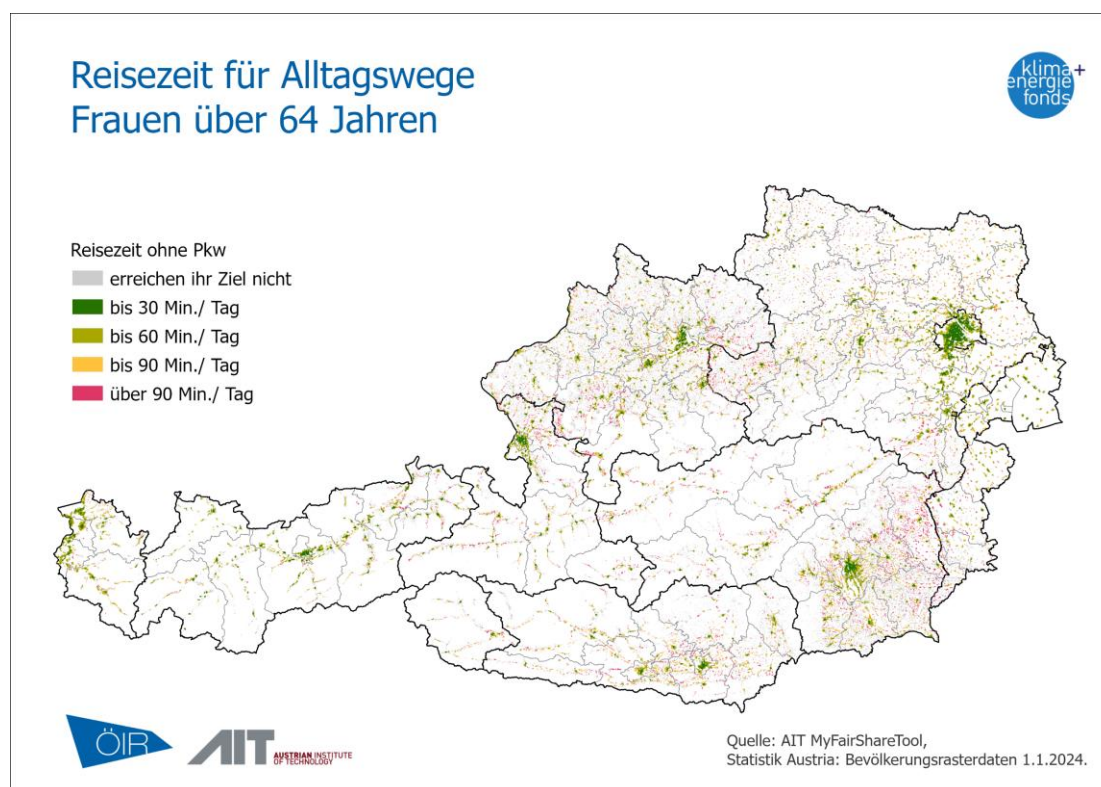 Reisezeit für Alltagswege
Frauen über 64 Jahren
klima+
energie
fonds
Reisezeit ohne Pkw
erreichen ihr Ziel nicht
bis 30 Min./ Tag
bis 60 Min./ Tag
bis 90 Min./ Tag
über 90 Min./ Tag
ÖIR
AIT AUSTRIAN INSTITUTE
OF TECHNOLOGY
Quelle: AIT MyFairShareTool,
Statistik Austria: Bevölkerungsrasterdaten 1.1.2024.